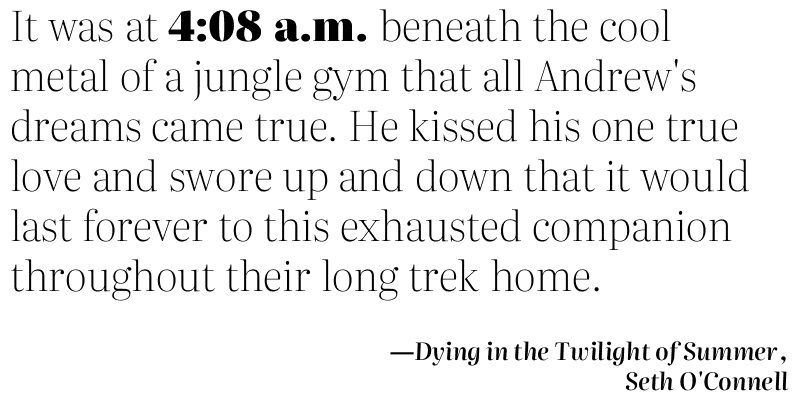 It was at 4:08 a.m. beneath the cool
metal of a jungle gym that all Andrew's
dreams came true. He kissed his one true
love and swore up and down that it would
last forever to this exhausted companion
throughout their long trek home.
—Dying in the Twilight of Summer,
Seth O'Connell